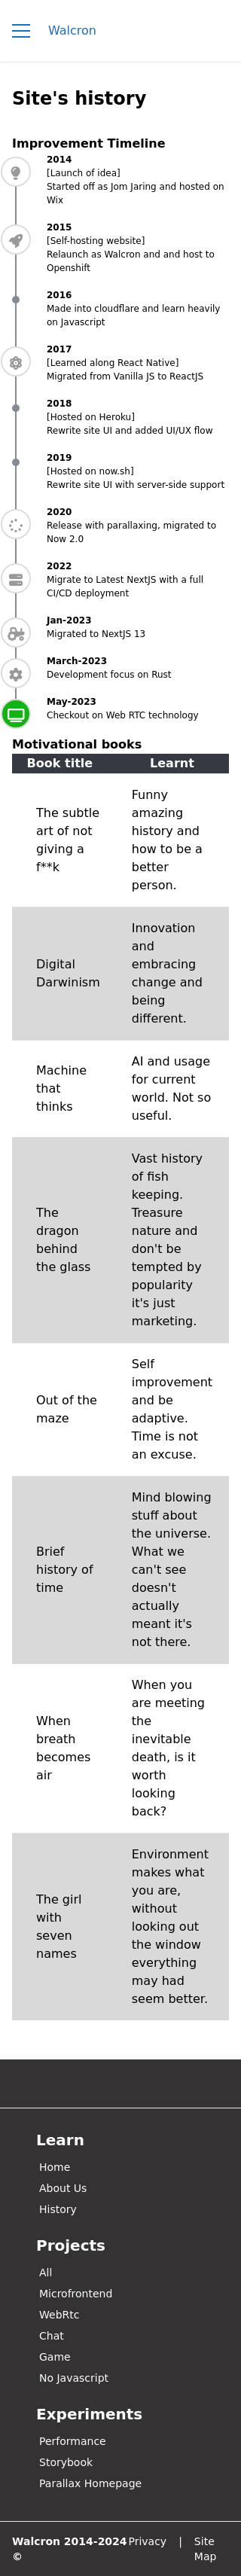 Walcron
Site's history
Improvement Timeline
2014
[Launch of idea]
Started off as Jom Jaring and hosted on
Wix
2015
[Self-hosting website]
Relaunch as Walcron and and host to
Openshift
2016
Made into cloudflare and learn heavily
on Javascript
2017
[Learned along React Native]
Migrated from Vanilla JS to ReactJS
2018
[Hosted on Heroku]
Rewrite site UI and added UI/UX flow
2019
[Hosted on now.sh]
Rewrite site UI with server-side support
2020
Release with parallaxing, migrated to
Now 2.0
2022
Migrate to Latest NextJS with a full
CI/CD deployment
Jan-2023
Migrated to NextJS 13
March-2023
Development focus on Rust
May-2023
Checkout on Web RTC technology
Motivational books
Book title Learnt
The subtle
art of not
giving a
f**k
Funny
amazing
history and
how to be a
better
person.
Digital
Darwinism
Innovation
and
embracing
change and
being
different.
Machine
that
thinks
AI and usage
for current
world. Not so
useful.
The
dragon
behind
the glass
Vast history
of fish
keeping.
Treasure
nature and
don't be
tempted by
popularity
it's just
marketing.
Out of the
maze
Self
improvement
and be
adaptive.
Time is not
an excuse.
Brief
history of
time
Mind blowing
stuff about
the universe.
What we
can't see
doesn't
actually
meant it's
not there.
When
breath
becomes
air
When you
are meeting
the
inevitable
death, is it
worth
looking
back?
The girl
with
seven
names
Environment
makes what
you are,
without
looking out
the window
everything
may had
seem better.
Learn
Home
About Us
History
Projects
All
Microfrontend
WebRtc
Chat
Game
No Javascript
Experiments
Performance
Storybook
Parallax Homepage
Walcron 2014-2024 Privacy | Site
© Map